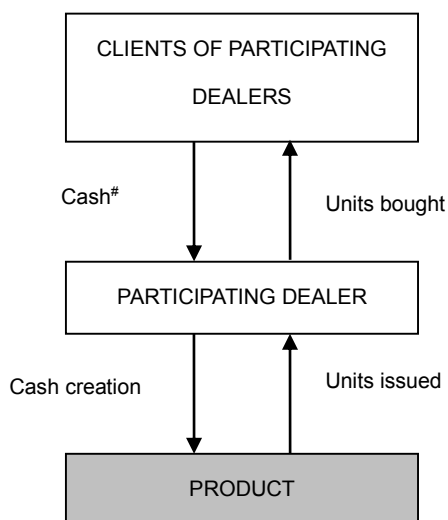 CLIENTS OF PARTICIPATING
DEALERS
Cash#
Units bought
PARTICIPATING DEALER
Cash creation
Units issued
PRODUCT